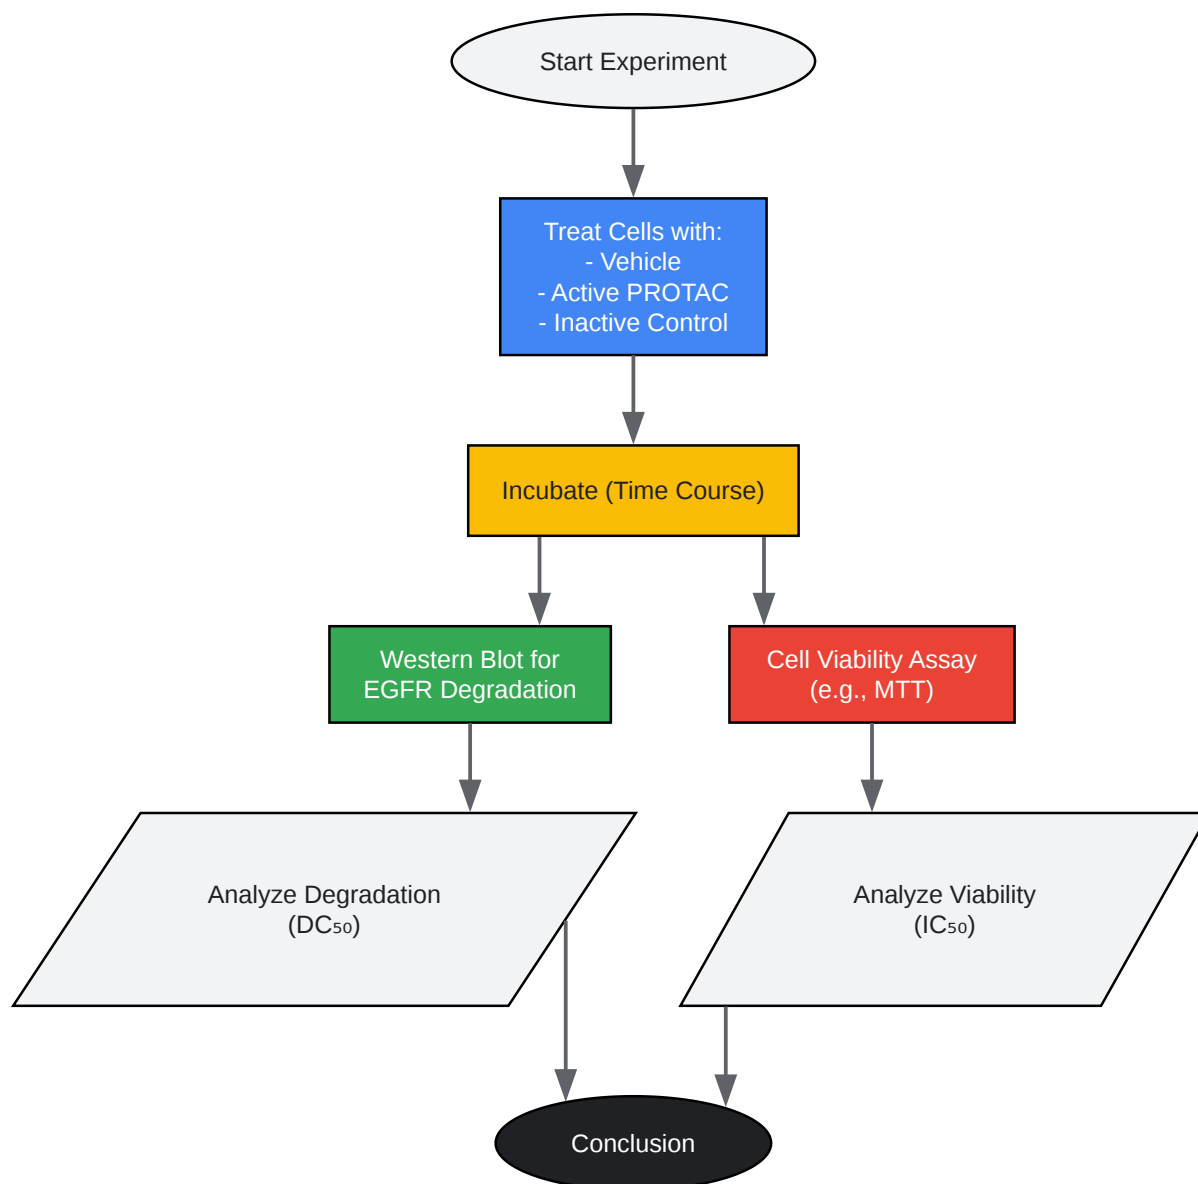 Start Experiment
Treat Cells with:
- Vehicle
- Active PROTAC
- Inactive Control
Incubate (Time Course)
Western Blot for
EGFR Degradation
Cell Viability Assay
(e.g., MTT)
Analyze Degradation
(DC₅₀)
Analyze Viability
(IC₅₀)
Conclusion